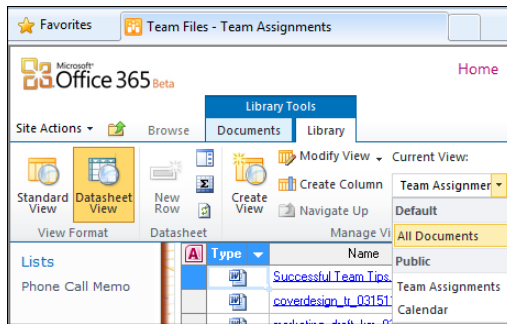 Favorites
Team Files - Team Assignments
Microsoft
Office 365 Beta
Home
Library Tools
Site Actions
Browse
Documents
Library
Standard View
Datasheet View
New Row
Create View
Modify View
Create Column
Navigate Up
Current View:
Team Assignmer
View Format
Datasheet
Manage Vi
Default
All Documents
Public
Team Assignments
Calendar
Lists
Phone Call Memo
A
Type
Name
Successful Team Tips.
coverdesign_tr_03151